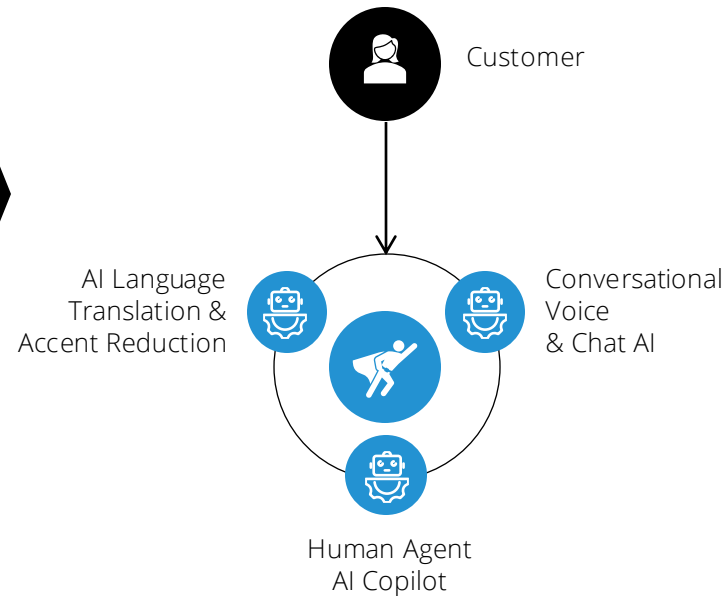 Customer
AI Language
Translation &
Accent Reduction
Conversational
Voice
& Chat AI
Human Agent
AI Copilot